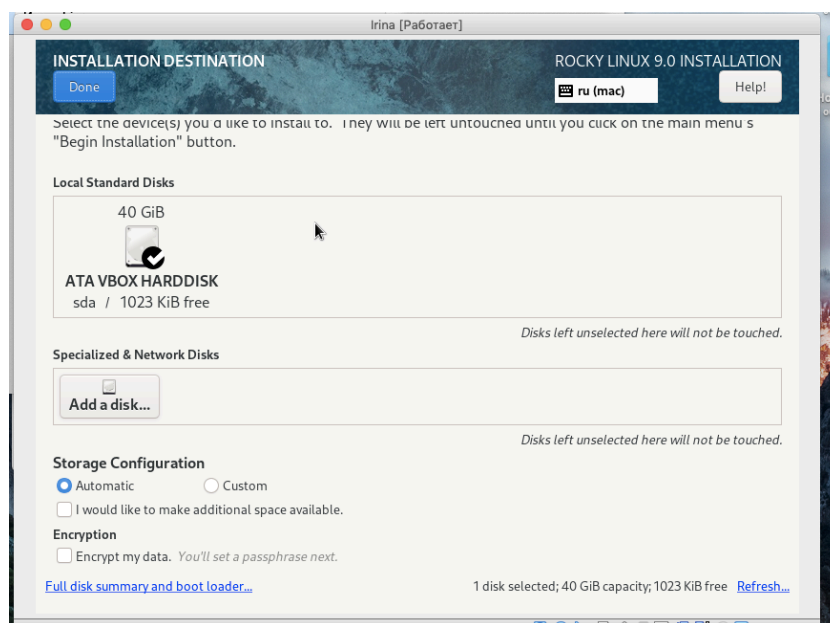 Irina [Работает]
INSTALLATION DESTINATION
ROCKY LINUX 9.0 INSTALLATION
Done
ru (mac)
Help!
Select the device(s) you'd like to install to. They will be left untouched until you click on the main menu's
"Begin Installation" button.
Local Standard Disks
40 GiB
ATA VBOX HARDDISK
sda / 1023 KiB free
Disks left unselected here will not be touched.
Specialized & Network Disks
Add a disk...
Disks left unselected here will not be touched.
Storage Configuration
Automatic
Custom
I would like to make additional space available.
Encryption
Encrypt my data. You'll set a passphrase next.
Full disk summary and boot loader...
1 disk selected; 40 GiB capacity; 1023 KiB free Refresh...